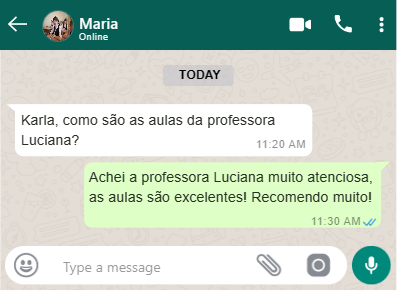 Maria
Online
TODAY
Karla, como são as aulas da professora
Luciana?
11:20 AM
Achei a professora Luciana muito atenciosa,
as aulas são excelentes! Recomendo muito!
11:30 AM
Type a message